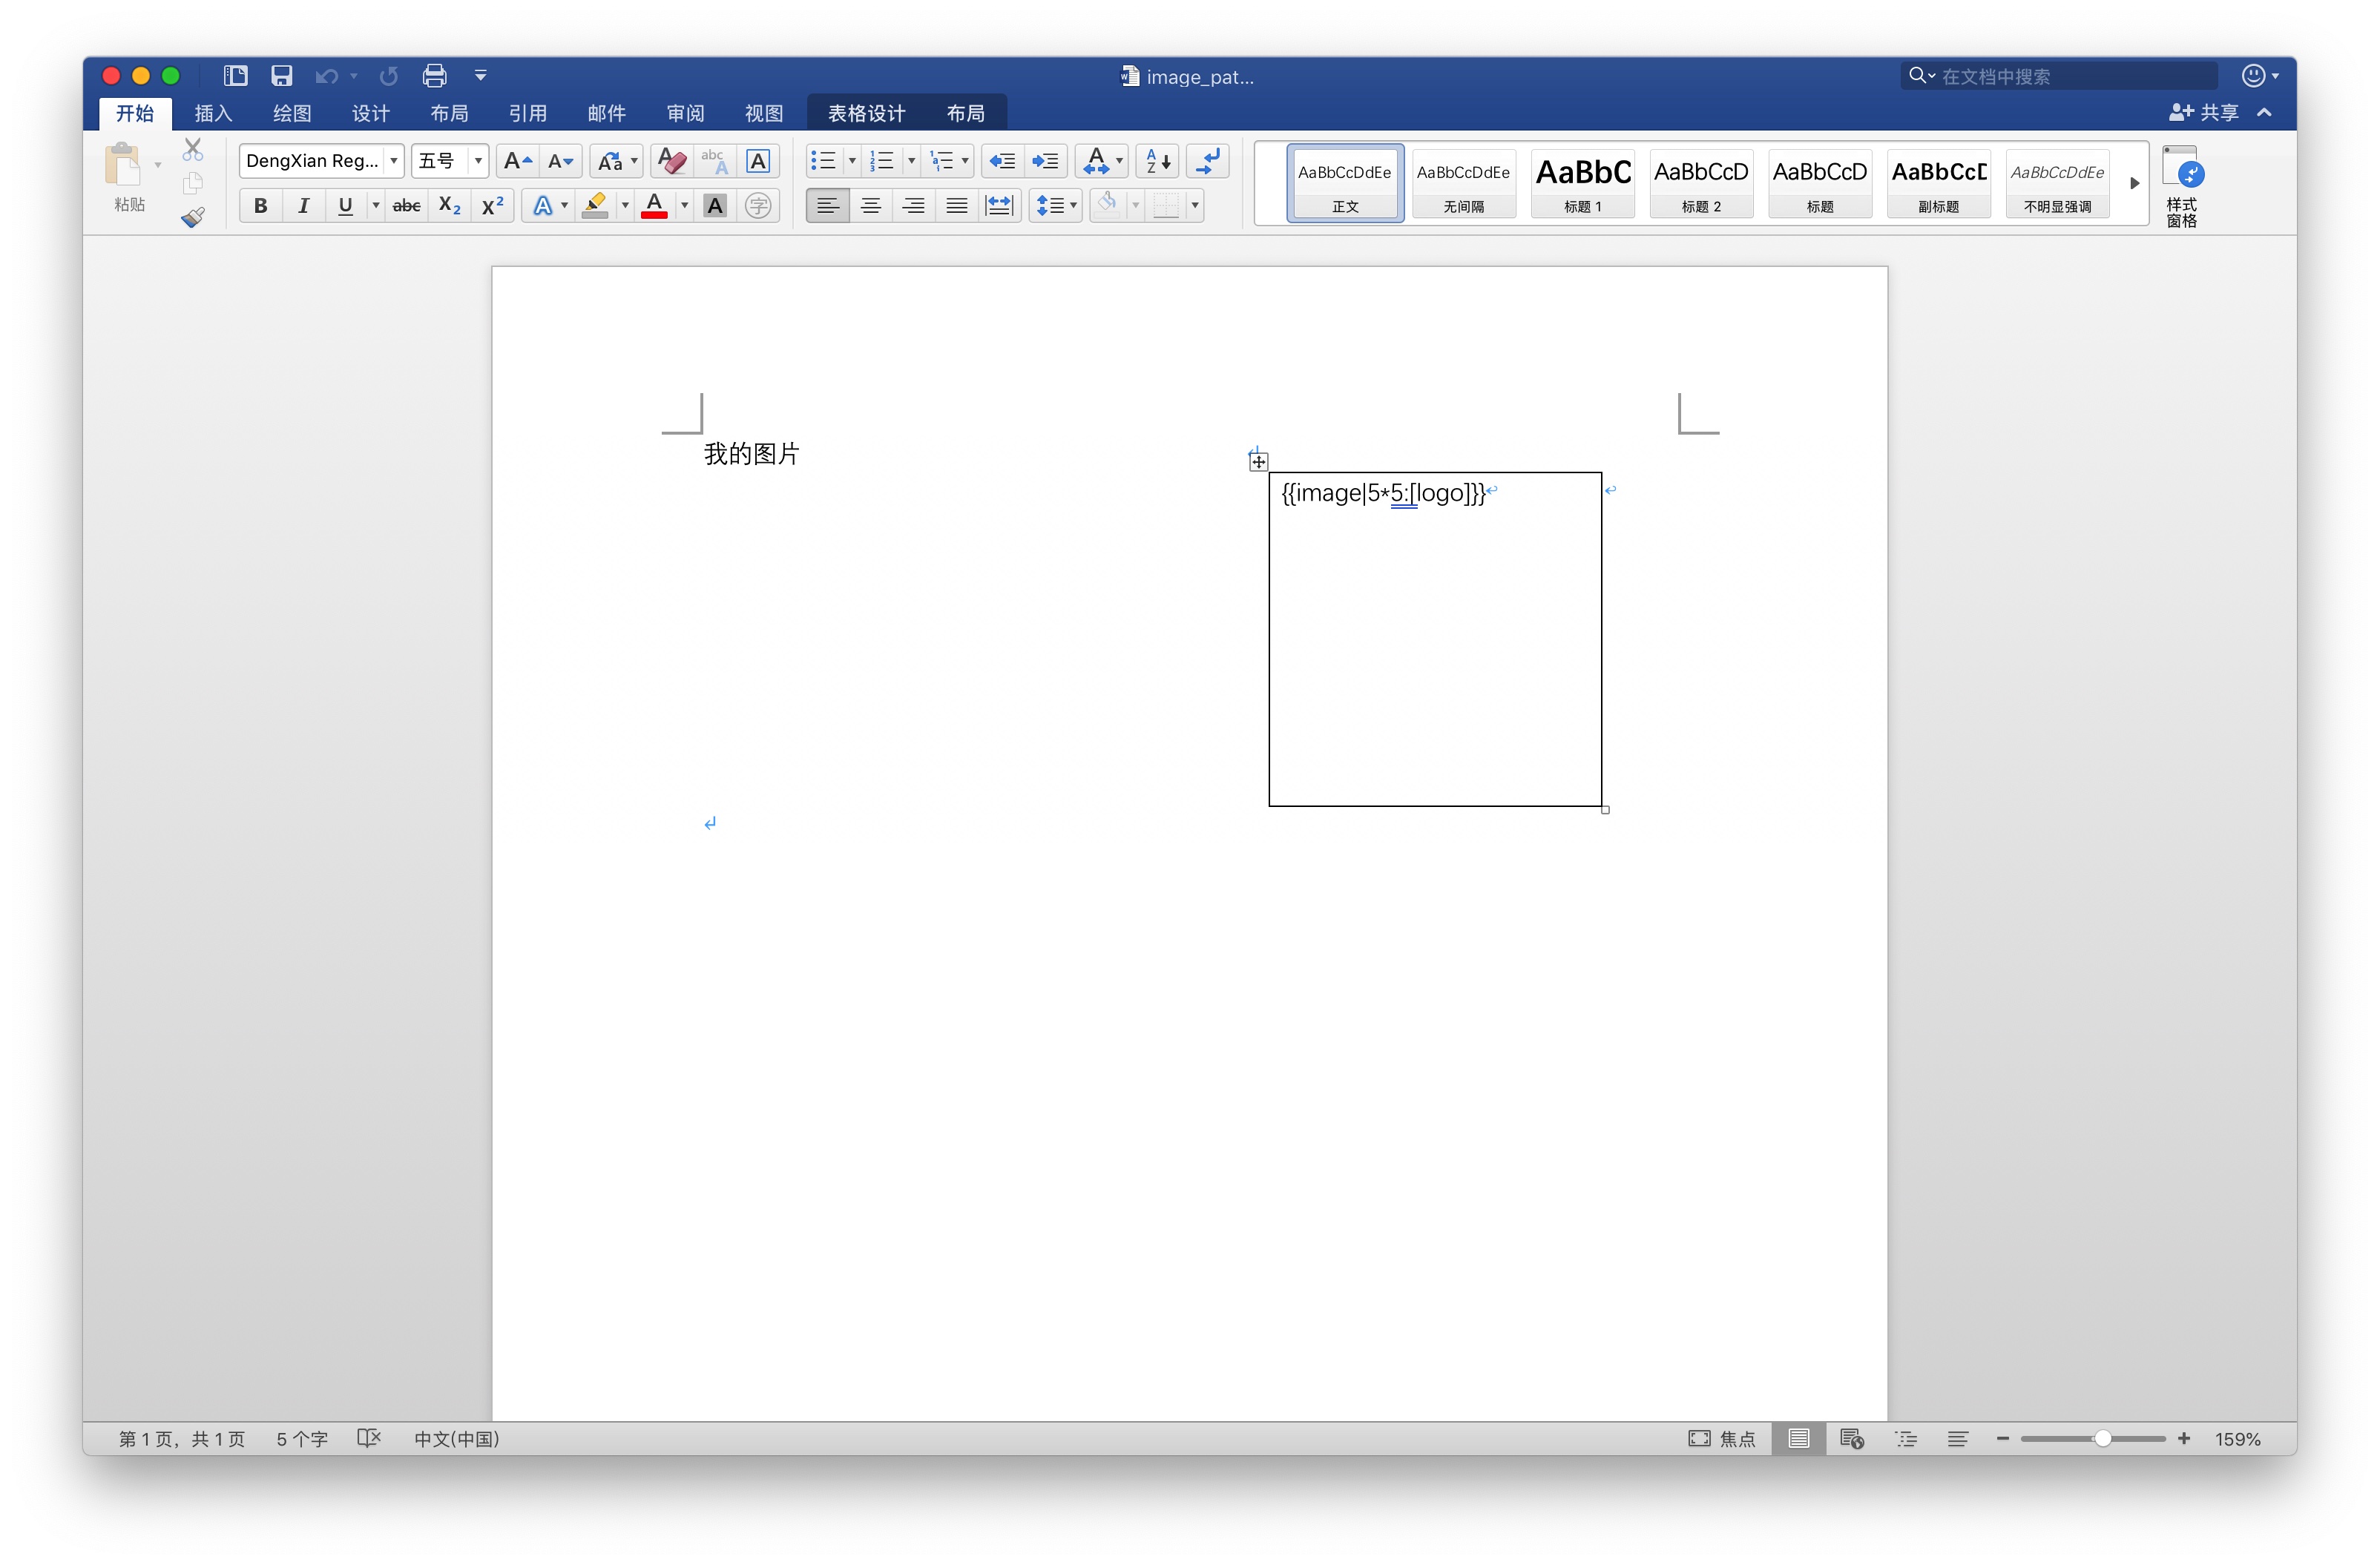 image_pat...
在文档中搜索
开始 插入 绘图 设计 布局 引用 邮件 审阅 视图 表格设计 布局 共享
粘贴
DengXian Reg... 五号 A A Aa A abc A A
B I U abc X2 X2 A A A 字
A A Z
AaBbCcDdEe AaBbCcDdEe AaBbC AaBbCcD AaBbCcD AaBbCcD AaBbCcDdEe
正文 无间隔 标题 1 标题 2 标题 副标题 不明显强调
样式
窗格
我的图片
{{image|5*5:[logo]}}
第 1 页，共 1 页 5 个字 中文(中国) 焦点 159%